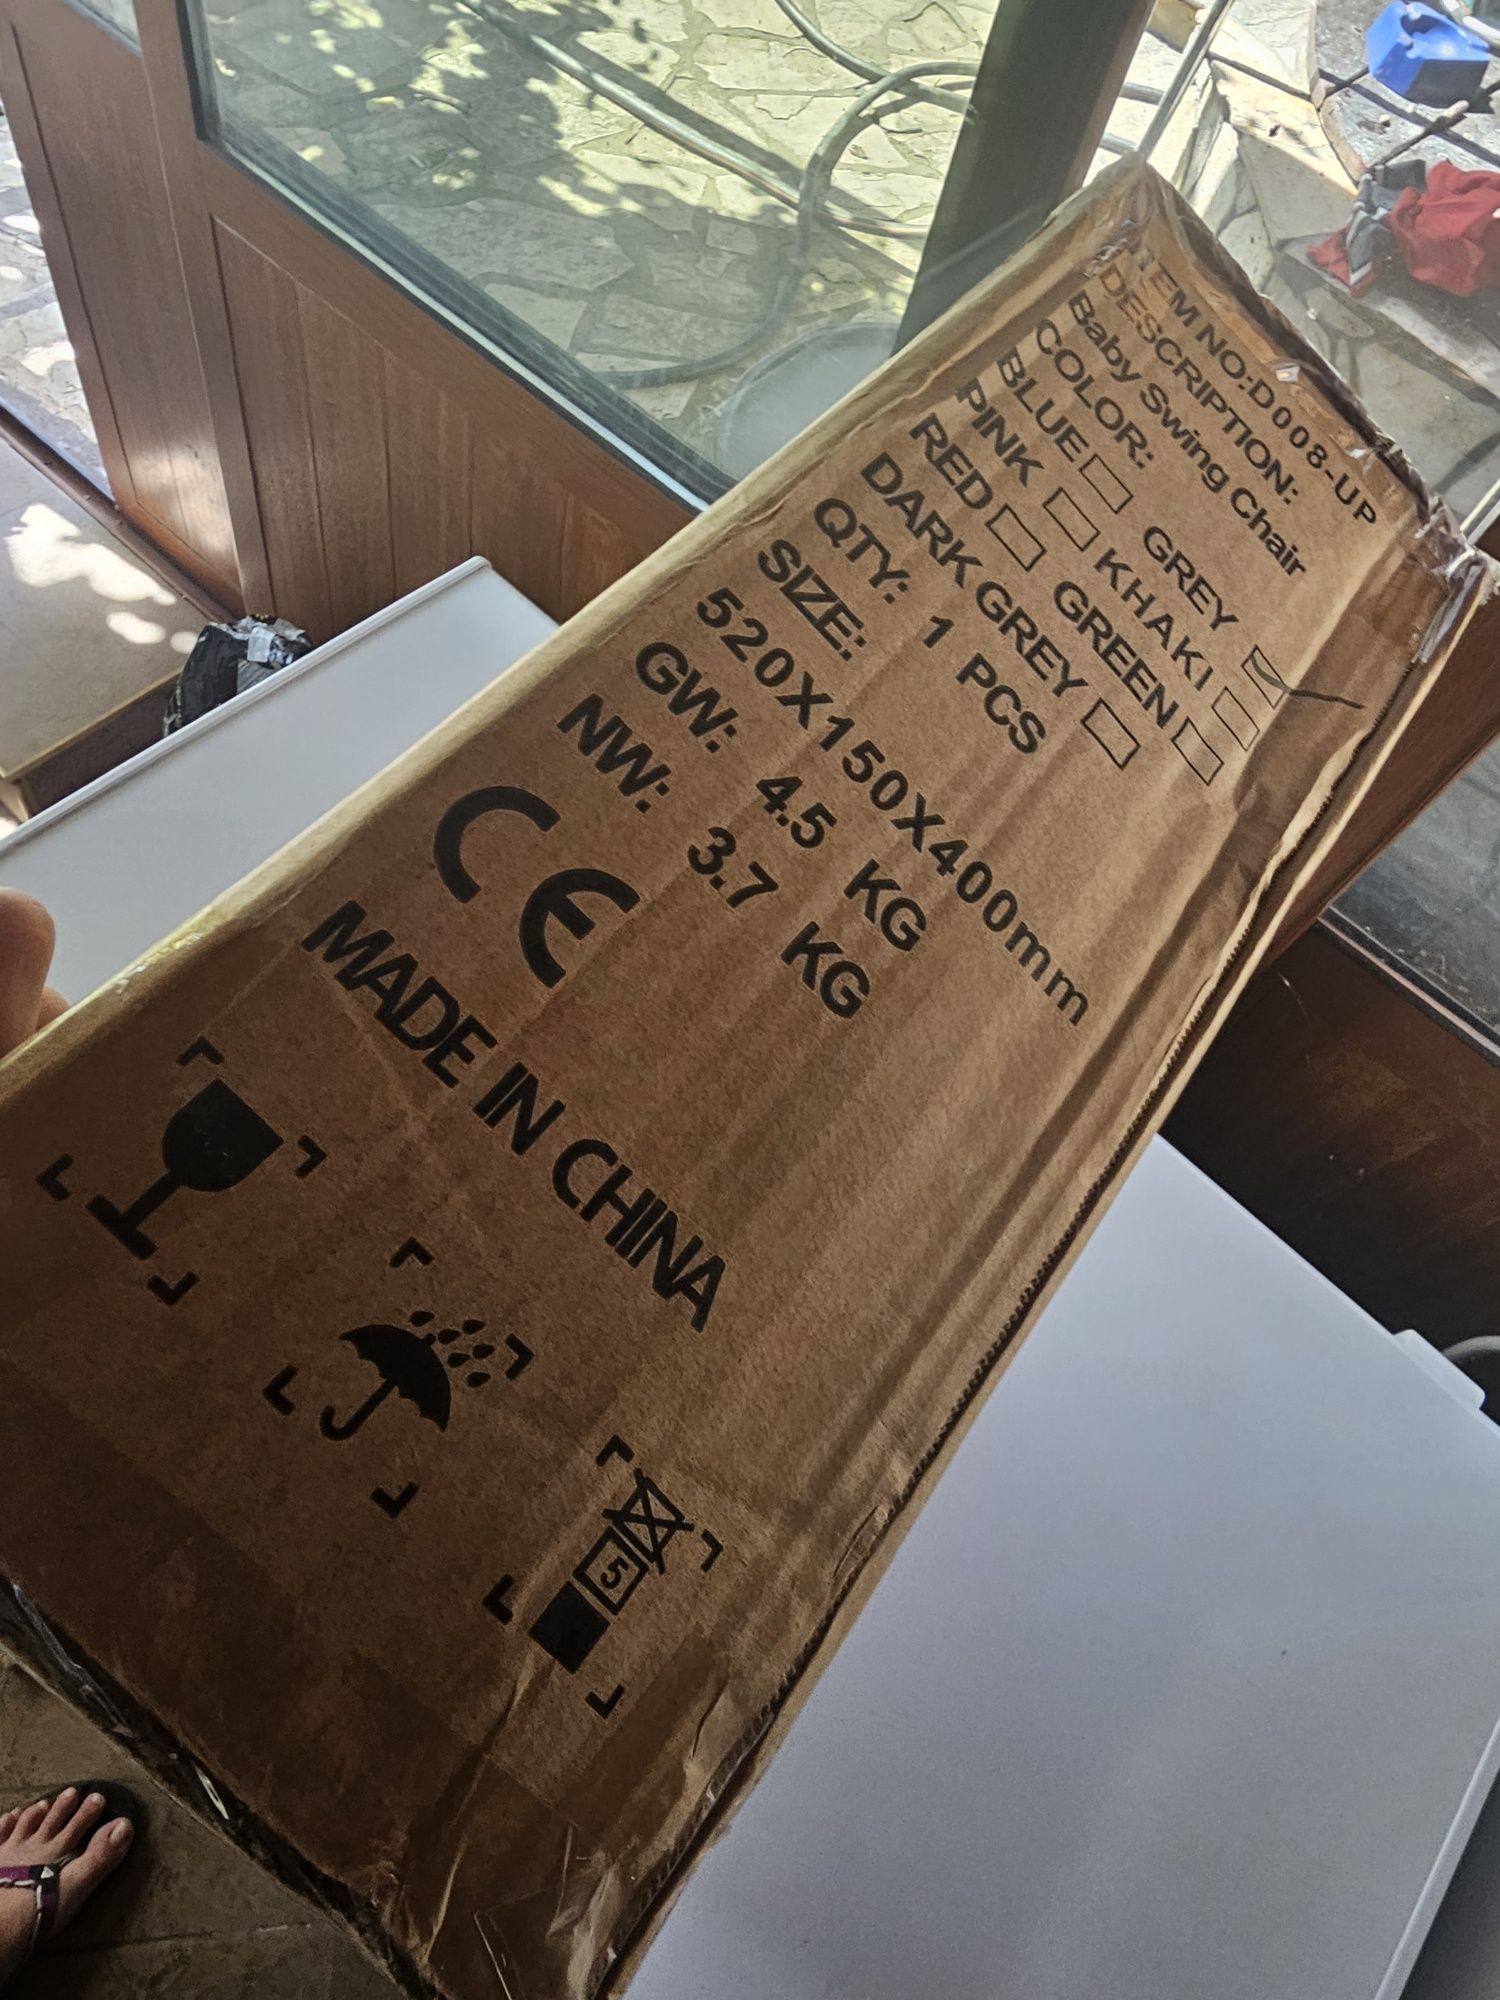 ITEM NO:D008-UP
DESCRIPTION:
Baby Swing Chair
COLOR:
BLUE GREY
PINK KHAKI
RED GREEN
DARK GREY
QTY: 1 PCS
SIZE:
520X150X400mm
GW: 4.5 KG
NW: 3.7 KG
CE
MADE IN CHINA
5